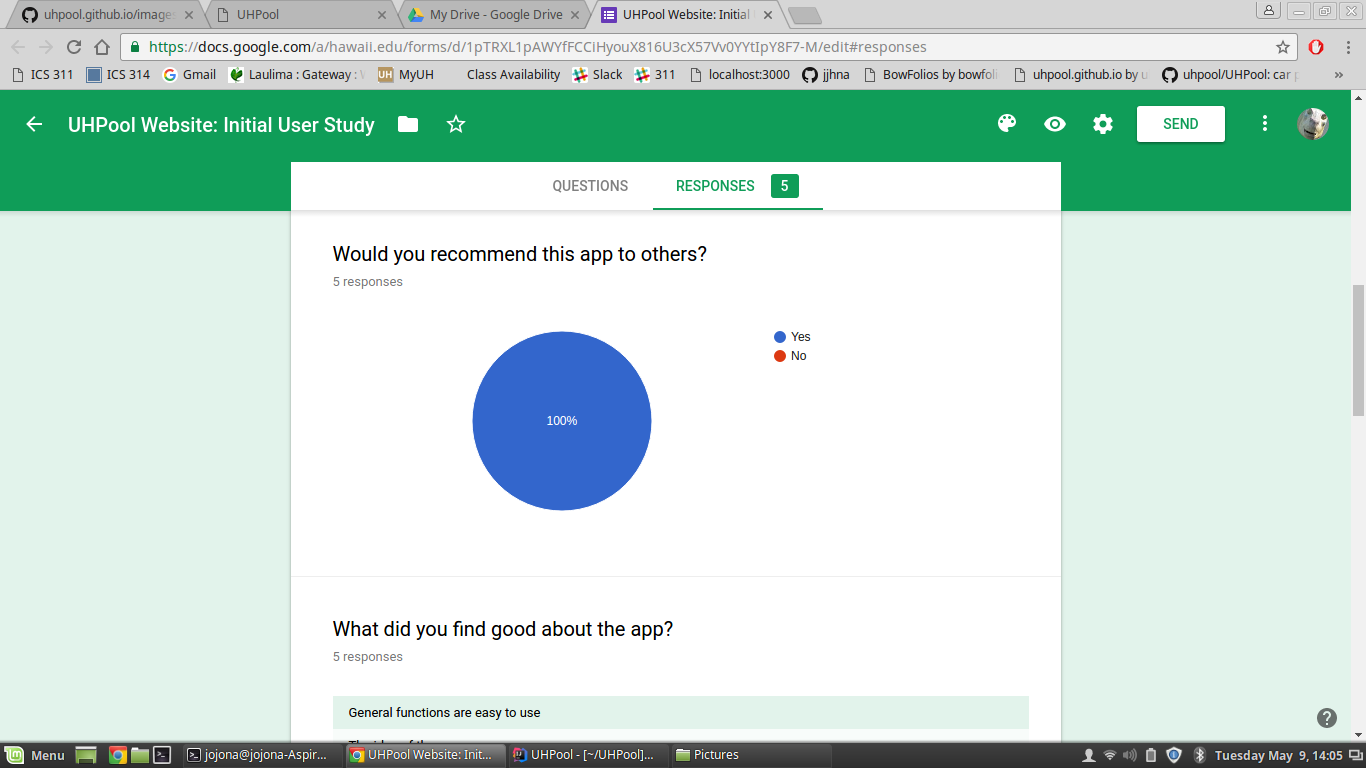 uhpool.github.io/images
UHPool
My Drive - Google Drive
UHPool Website: Initial
https://docs.google.com/a/hawaii.edu/forms/d/1pTRXL1pAWYfFCCiHyouX816U3cX57Vv0YYtIpY8F7-M/edit#responses
ICS 311
ICS 314
Gmail
Laulima : Gateway :
UH MyUH
Class Availability
Slack
311
localhost:3000
jjhna
BowFolios by bowfoli
uhpool.github.io by u
uhpool/UHPool: car p
»
UHPool Website: Initial User Study
SEND
QUESTIONS
RESPONSES 5
Would you recommend this app to others?
5 responses
Yes
No
100%
What did you find good about the app?
5 responses
General functions are easy to use
Menu
jojona@jojona-Aspir...
UHPool Website: Init...
UHPool - [~/UHPool]...
Pictures
Tuesday May 9, 14:05